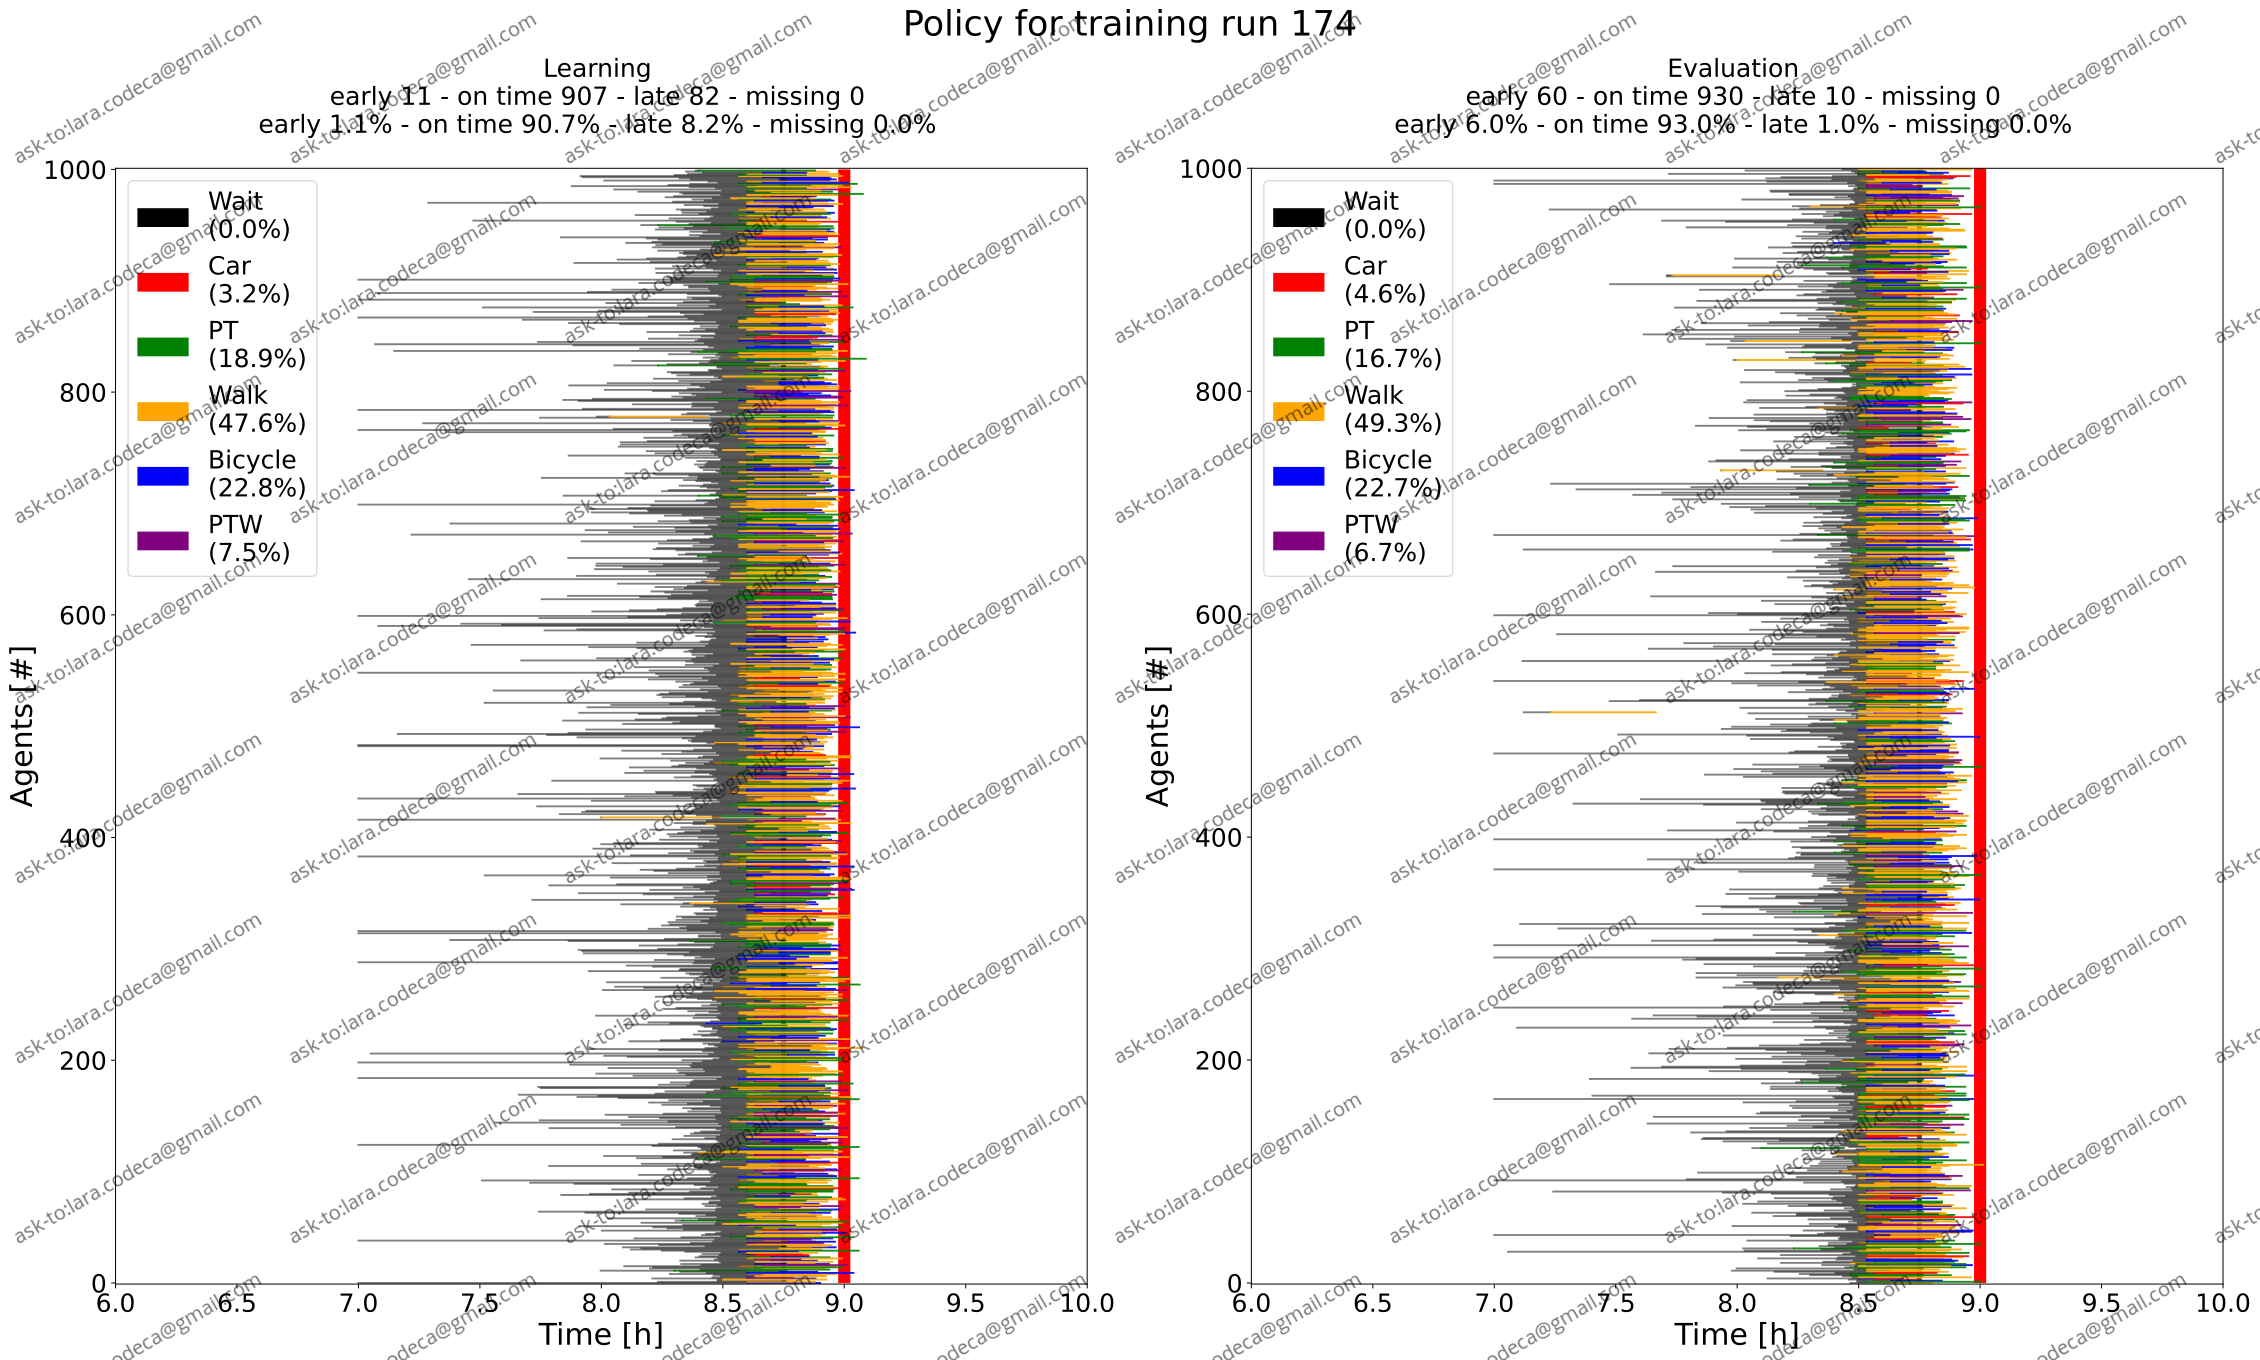 Policy for training run 174
Learning
early 11 - on time 907 - late 82 - missing 0
early 1.1% - on time 90.7% - late 8.2% - missing 0.0%
Wait
(0.0%)
Car
(3.2%)
PT
(18.9%)
Walk
(47.6%)
Bicycle
(22.8%)
PTW
(7.5%)
1000
800
600
400
200
0
Agents [#]
6.0 6.5 7.0 7.5 8.0 8.5 9.0 9.5 10.0
Time [h]
Evaluation
early 60 - on time 930 - late 10 - missing 0
early 6.0% - on time 93.0% - late 1.0% - missing 0.0%
Wait
(0.0%)
Car
(4.6%)
PT
(16.7%)
Walk
(49.3%)
Bicycle
(22.7%)
PTW
(6.7%)
1000
800
600
400
200
0
Agents [#]
6.0 6.5 7.0 7.5 8.0 8.5 9.0 9.5 10.0
Time [h]
ask-to:lara.codeca@gmail.com